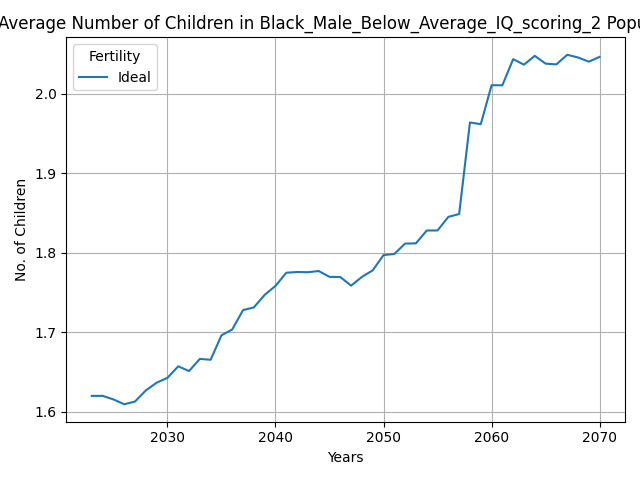 Average Number of Children in Black_Male_Below_Average_IQ_scoring_2 Popu
Fertility
Ideal
No. of Children
2.0
1.9
1.8
1.7
1.6
2030 2040 2050 2060 2070
Years